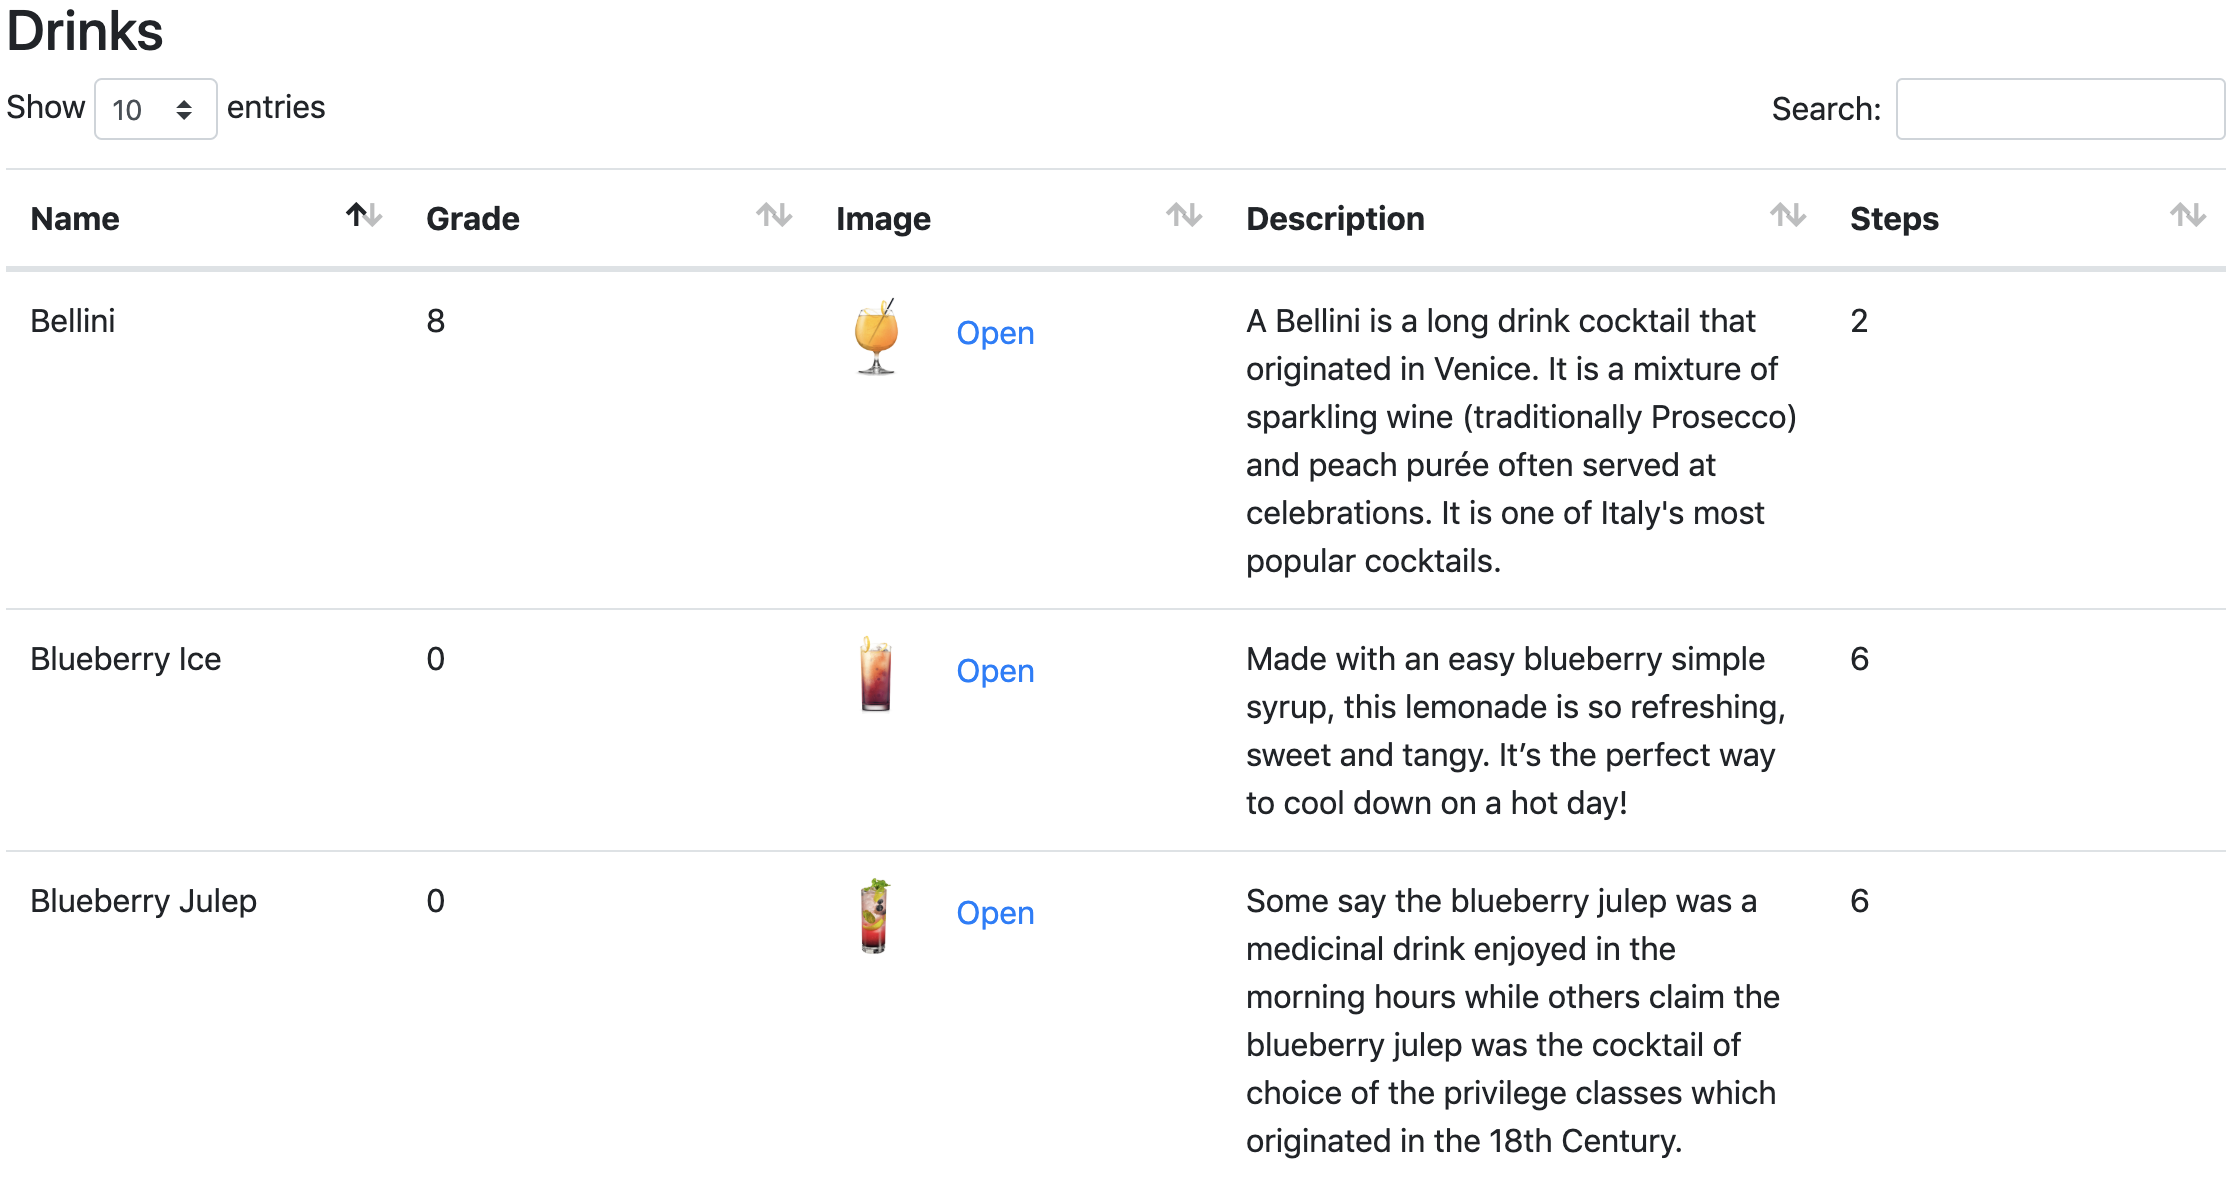 Drinks
Show 10 entries
Search:
Name Grade Image Description Steps
Bellini 8 Open A Bellini is a long drink cocktail that 2
originated in Venice. It is a mixture of
sparkling wine (traditionally Prosecco)
and peach purée often served at
celebrations. It is one of Italy's most
popular cocktails.
Blueberry Ice 0 Open Made with an easy blueberry simple 6
syrup, this lemonade is so refreshing,
sweet and tangy. It’s the perfect way
to cool down on a hot day!
Blueberry Julep 0 Open Some say the blueberry julep was a 6
medicinal drink enjoyed in the
morning hours while others claim the
blueberry julep was the cocktail of
choice of the privilege classes which
originated in the 18th Century.